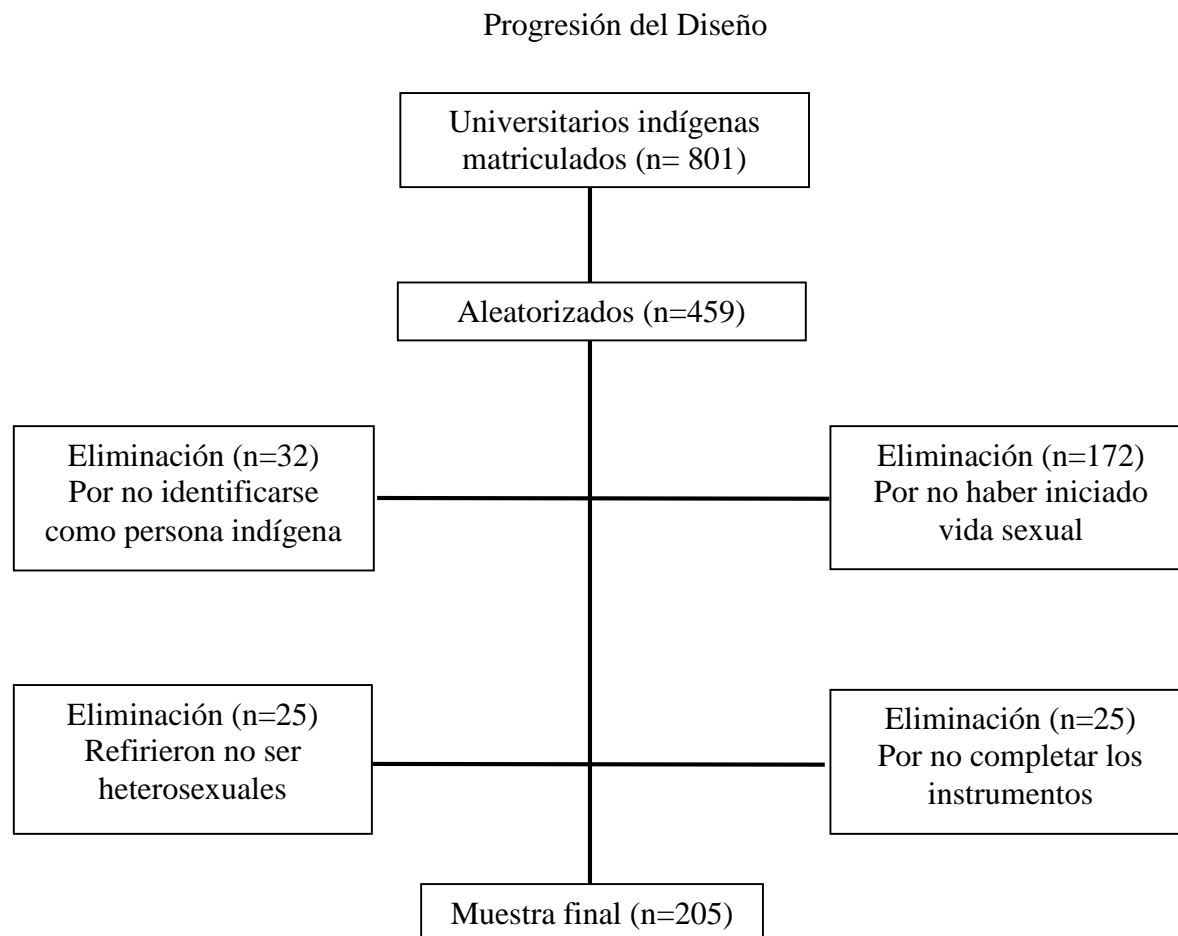 Progresión del Diseño
Universitarios indígenas
matriculados (n= 801)
Aleatorizados (n=459)
Eliminación (n=32)
Por no identificarse
como persona indígena
Eliminación (n=172)
Por no haber iniciado
vida sexual
Eliminación (n=25)
Refirieron no ser
heterosexuales
Eliminación (n=25)
Por no completar los
instrumentos
Muestra final (n=205)